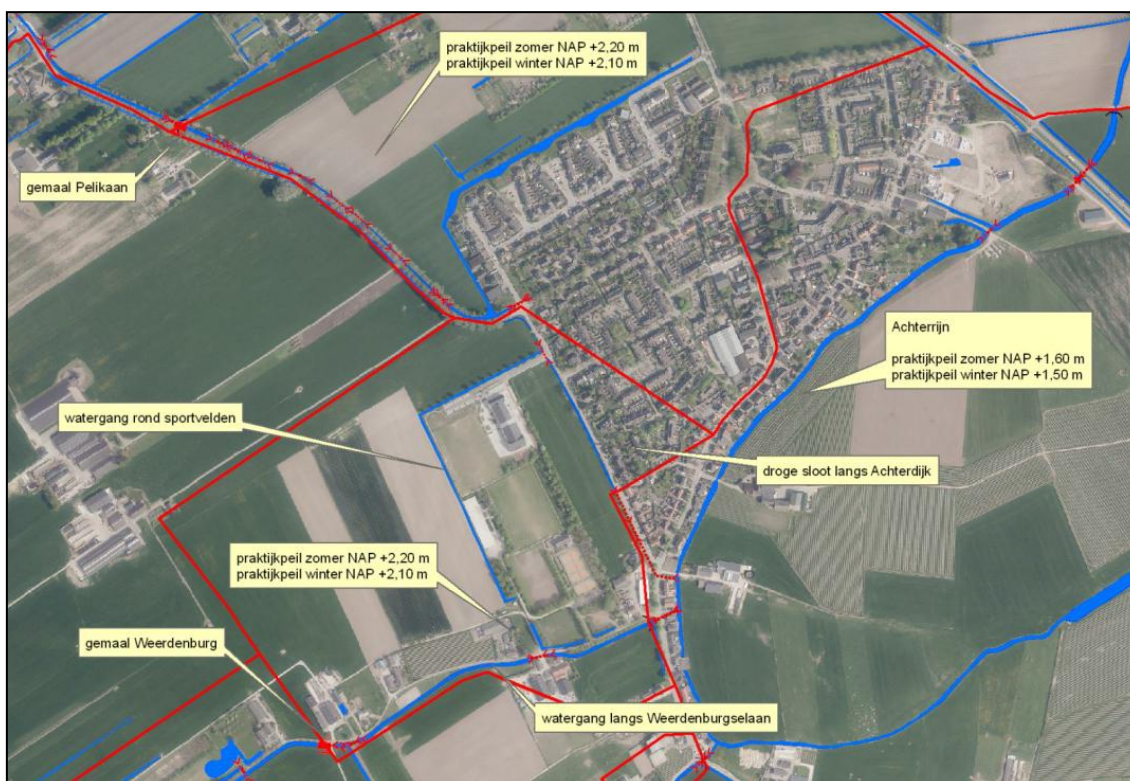 praktijkpeil zomer NAP +2,20 m
praktijkpeil winter NAP +2,10 m
gemaal Pelikaan
Achterrijn
praktijkpeil zomer NAP +1,60 m
praktijkpeil winter NAP +1,50 m
watergang rond sportvelden
droge sloot langs Achterdijk
praktijkpeil zomer NAP +2,20 m
praktijkpeil winter NAP +2,10 m
gemaal Weerdenburg
watergang langs Weerdenburgselaan